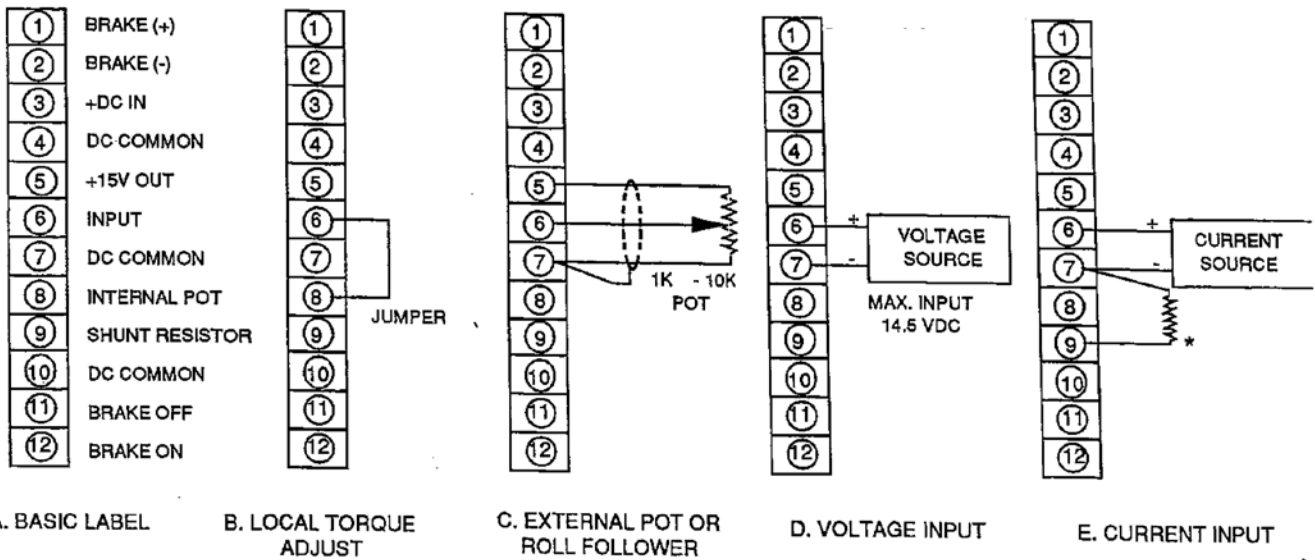 1 BRAKE (+)
2 BRAKE (-)
3 +DC IN
4 DC COMMON
5 +15V OUT
6 INPUT
7 DC COMMON
8 INTERNAL POT
9 SHUNT RESISTOR
10 DC COMMON
11 BRAKE OFF
12 BRAKE ON
. BASIC LABEL
1
2
3
4
5
6
7
8
9
10
11
12
JUMPER
B. LOCAL TORQUE
ADJUST
1
2
3
4
5
6
7
8
9
10
11
12
1K - 10K
POT
C. EXTERNAL POT OR
ROLL FOLLOWER
1
2
3
4
5
6
7
8
9
10
11
12
+
-
VOLTAGE
SOURCE
MAX. INPUT
14.5 VDC
D. VOLTAGE INPUT
1
2
3
4
5
6
7
8
9
10
11
12
+
-
CURRENT
SOURCE
*
E. CURRENT INPUT